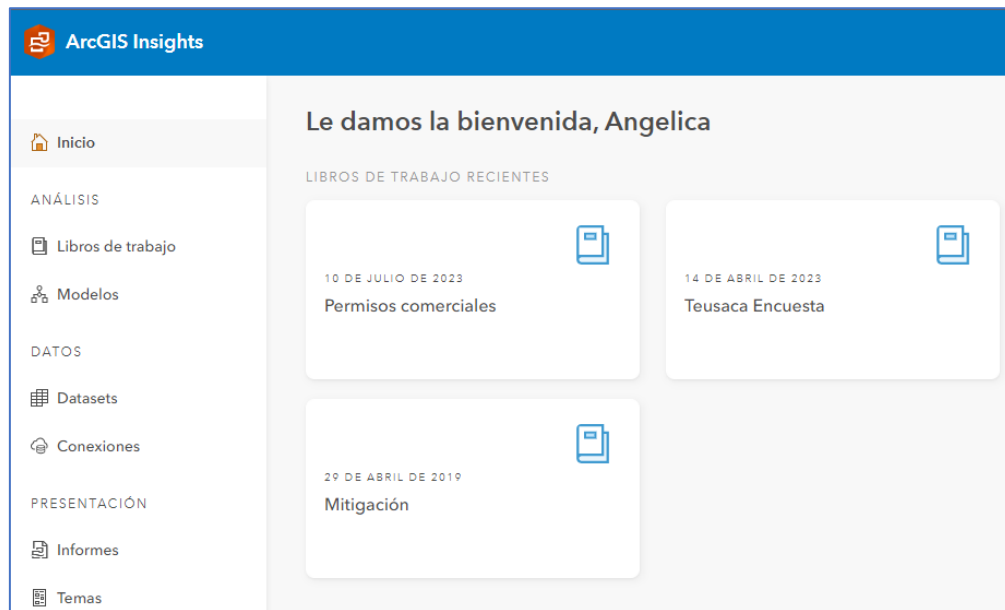 ArcGIS Insights
Inicio
ANÁLISIS
Libros de trabajo
Modelos
DATOS
Datasets
Conexiones
PRESENTACIÓN
Informes
Temas
Le damos la bienvenida, Angelica
LIBROS DE TRABAJO RECIENTES
10 DE JULIO DE 2023
Permisos comerciales
14 DE ABRIL DE 2023
Teusaca Encuesta
29 DE ABRIL DE 2019
Mitigación